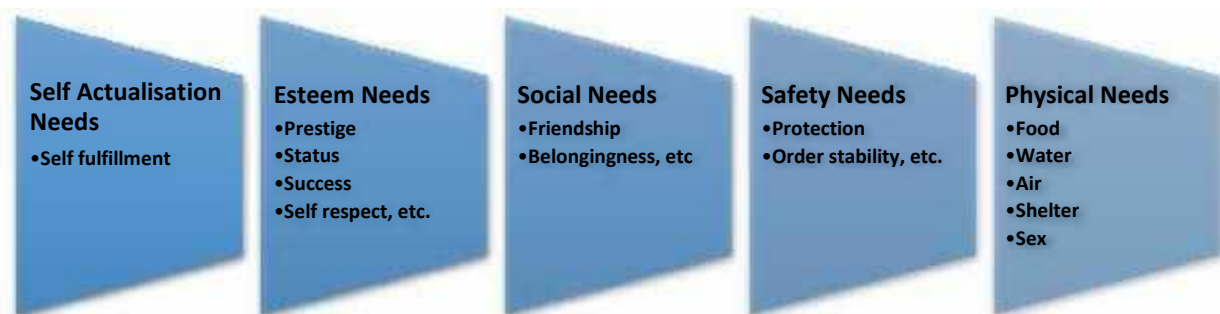 Self Actualisation
Needs
•Self fulfillment
Esteem Needs
•Prestige
•Status
•Success
•Self respect, etc.
Social Needs
•Friendship
•Belongingness, etc
Safety Needs
•Protection
•Order stability, etc.
Physical Needs
•Food
•Water
•Air
•Shelter
•Sex